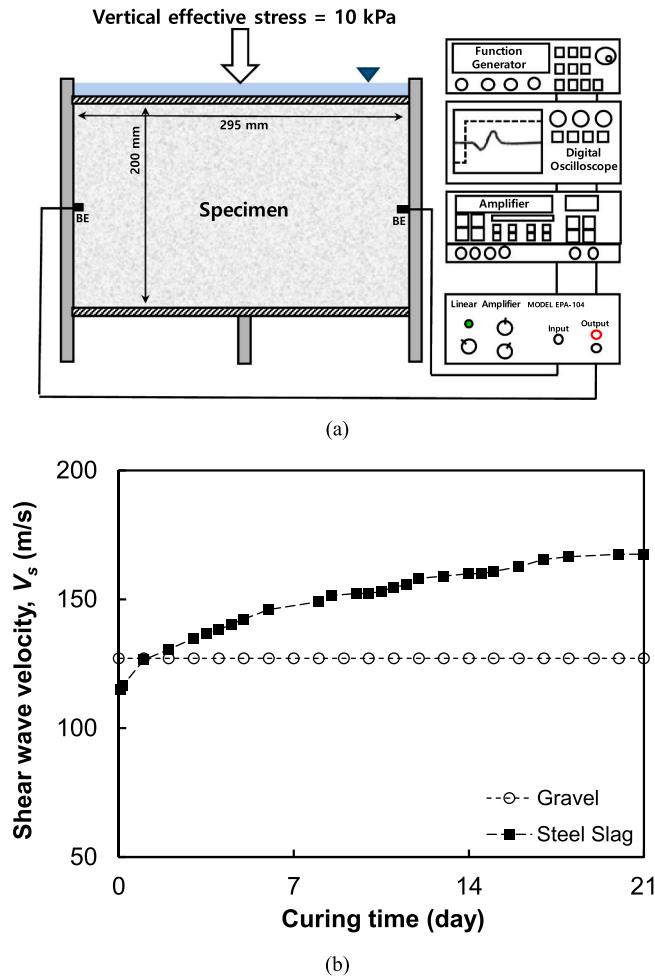 Vertical effective stress = 10 kPa
295 mm
200 mm
Specimen
BE
BE
Function
Generator
Digital
Oscilloscope
Amplifier
Linear Amplifier MODEL EPA-104
Input
Output
(a)
Shear wave velocity, Vs (m/s)
200
150
100
50
Gravel
Steel Slag
0
7
14
21
Curing time (day)
(b)